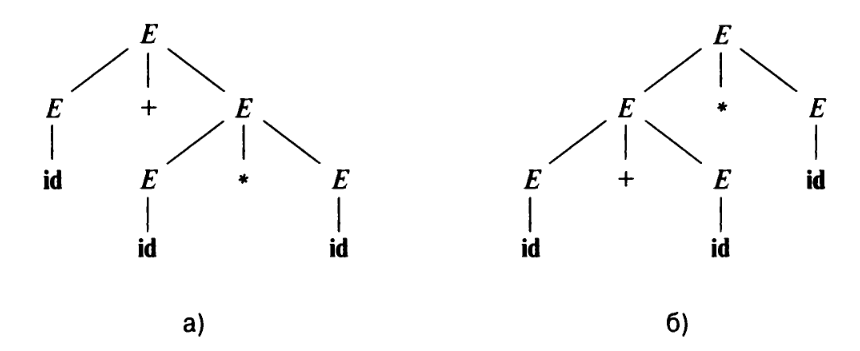 E E
E + E E * E
id E * E E + E id
id id id id
а) б)